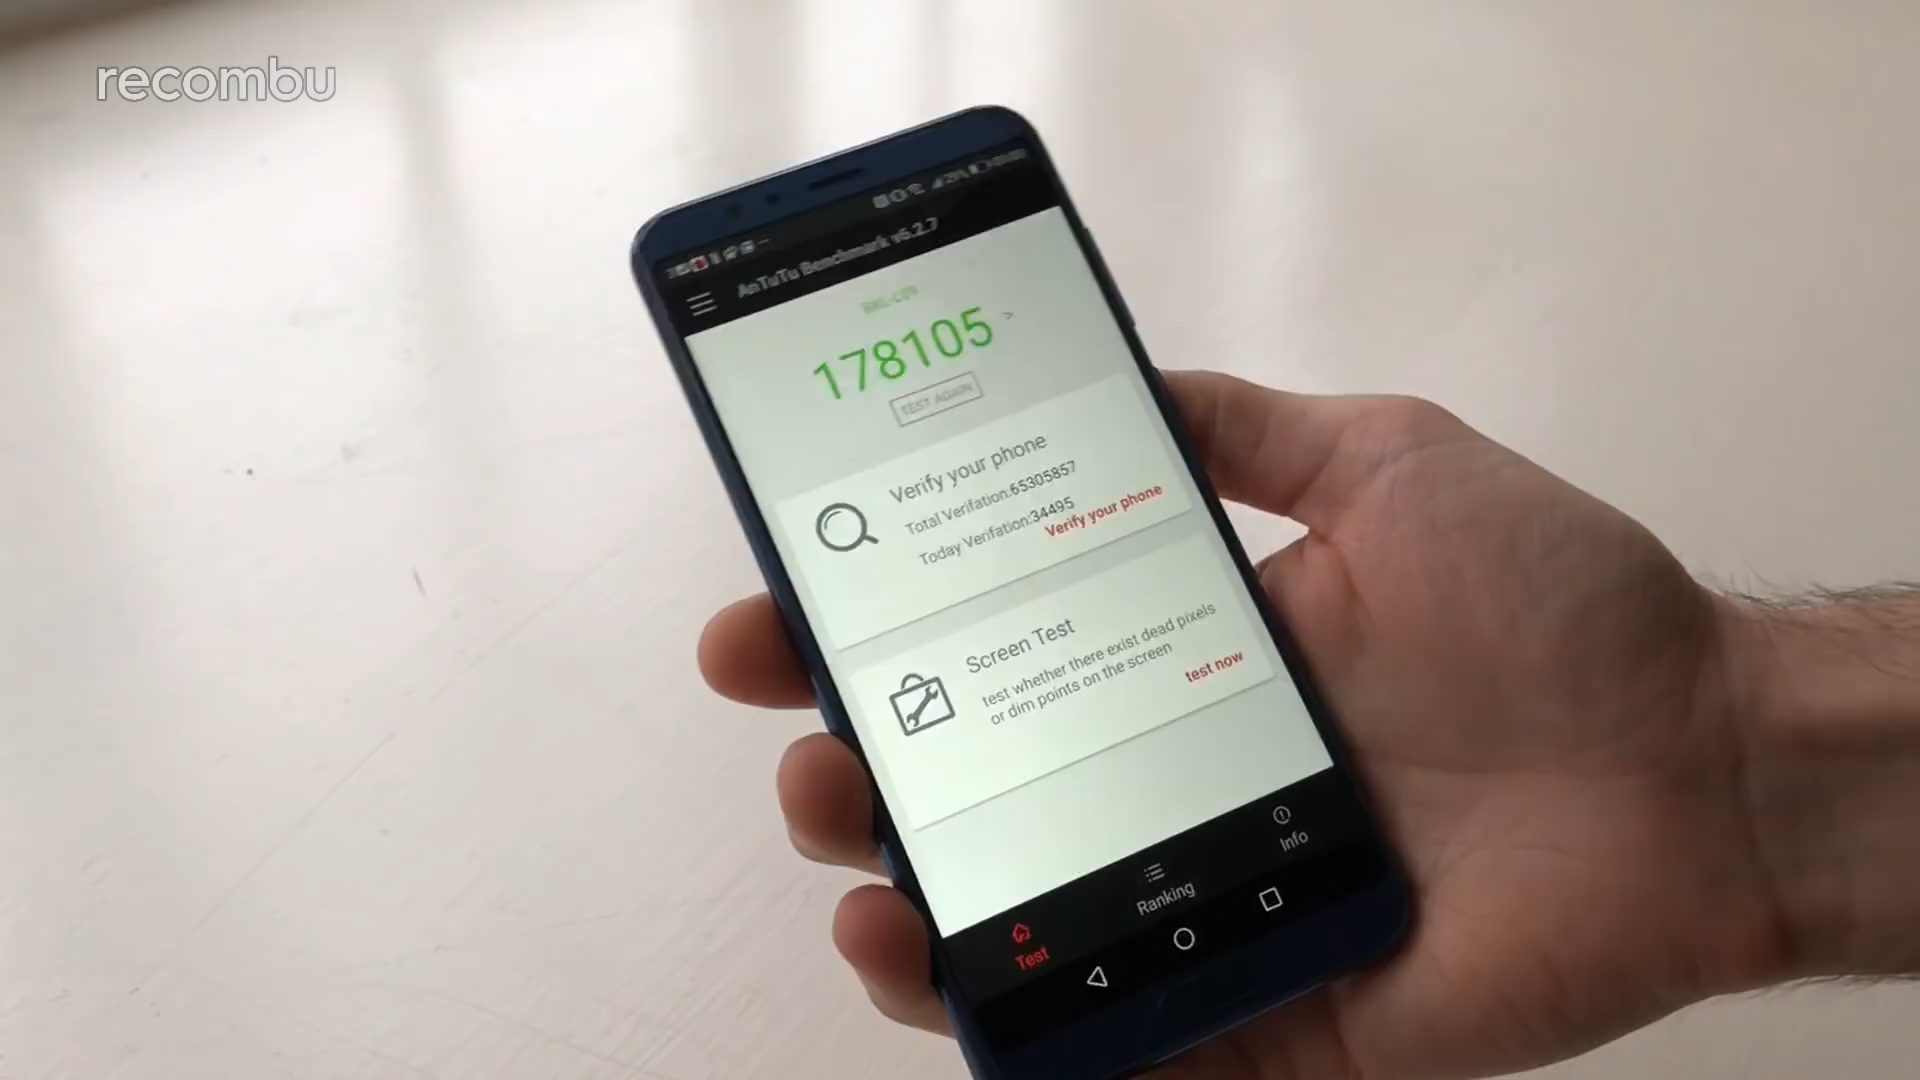 recombu
AnTuTu Benchmark v6.2.7
BKL-L09
178105 >
TEST AGAIN
Verify your phone
Total Verifation:65305857
Today Verifation:34495
Verify your phone
Screen Test
test whether there exist dead pixels
or dim points on the screen
test now
Test
Ranking
Info